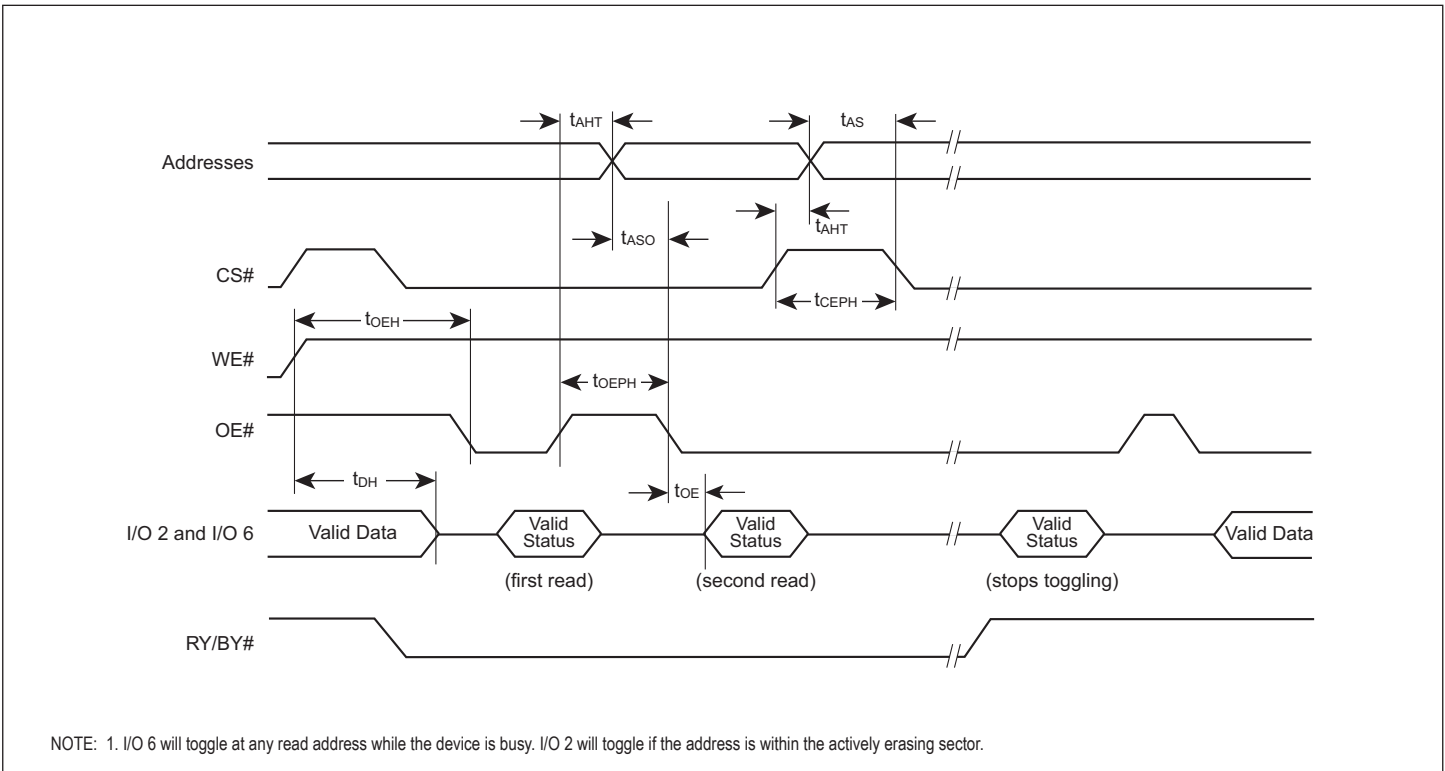 tAHT
tAS
Addresses
tAHT
tASO
CS#
tCEPH
tOEH
WE#
tOEPH
OE#
tDH
tOE
I/O 2 and I/O 6
Valid Data
Valid
Status
Valid
Status
Valid
Status
Valid Data
(first read)
(second read)
(stops toggling)
RY/BY#
NOTE: 1. I/O 6 will toggle at any read address while the device is busy. I/O 2 will toggle if the address is within the actively erasing sector.